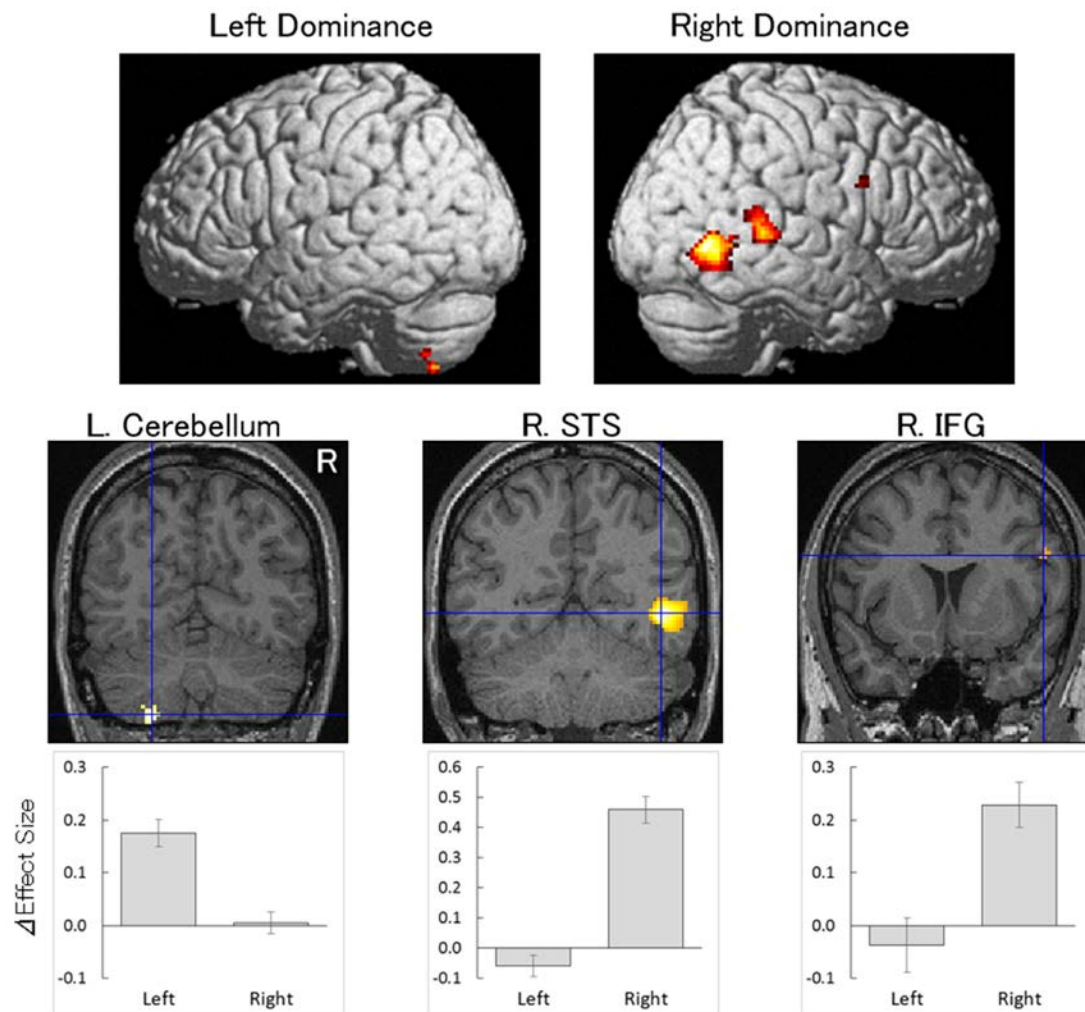 Left Dominance
Right Dominance
L. Cerebellum
R. STS
R. IFG
R
ΔEffect Size
0.3
0.2
0.1
0.0
-0.1
Left
Right
0.6
0.5
0.4
0.3
0.2
0.1
0.0
-0.1
Left
Right
0.3
0.2
0.1
0.0
-0.1
Left
Right